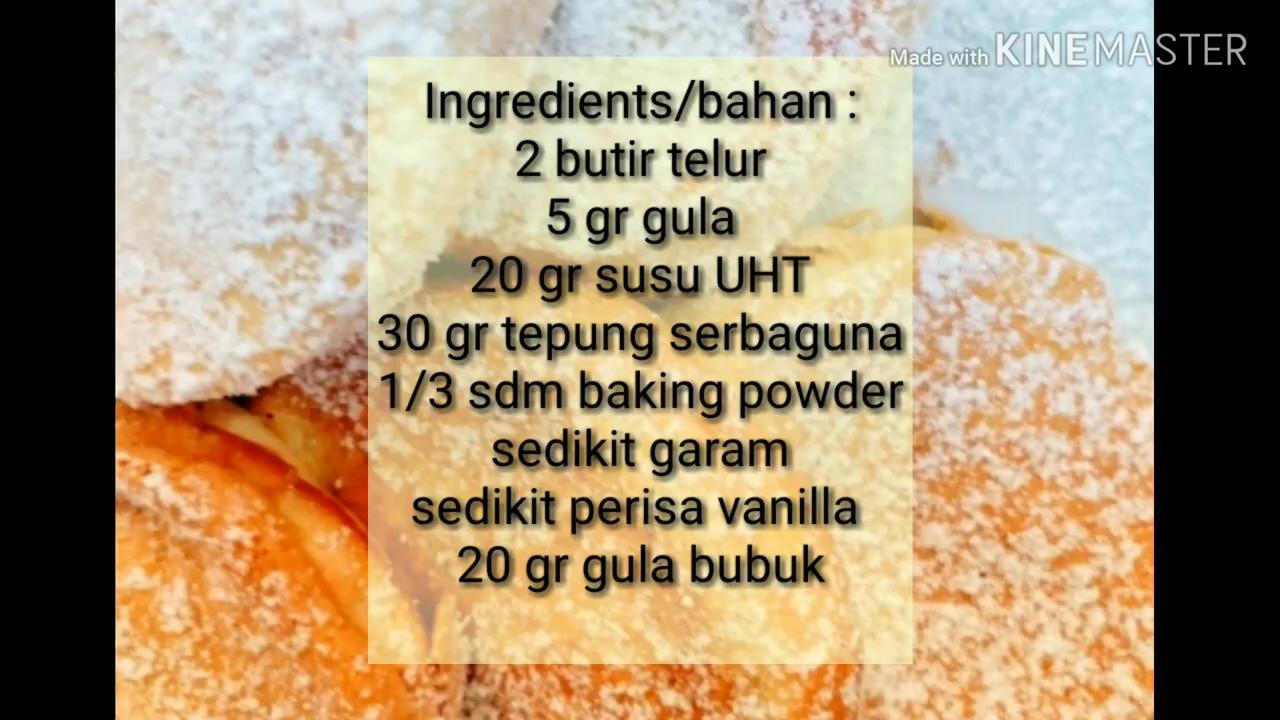 Made with KINEMASTER
Ingredients/bahan :
2 butir telur
5 gr gula
20 gr susu UHT
30 gr tepung serbaguna
1/3 sdm baking powder
sedikit garam
sedikit perisa vanilla
20 gr gula bubuk